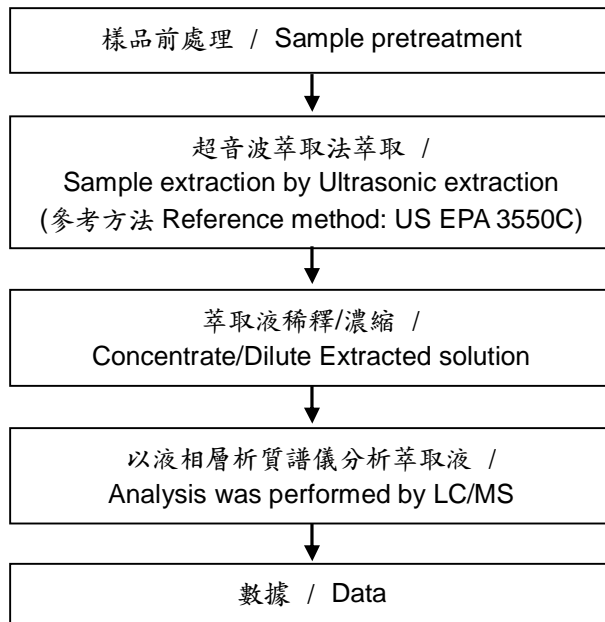 樣品前處理 / Sample pretreatment
超音波萃取法萃取 /
Sample extraction by Ultrasonic extraction
(參考方法 Reference method: US EPA 3550C)
萃取液稀釋/濃縮 /
Concentrate/Dilute Extracted solution
以液相層析質譜儀分析萃取液 /
Analysis was performed by LC/MS
數據 / Data